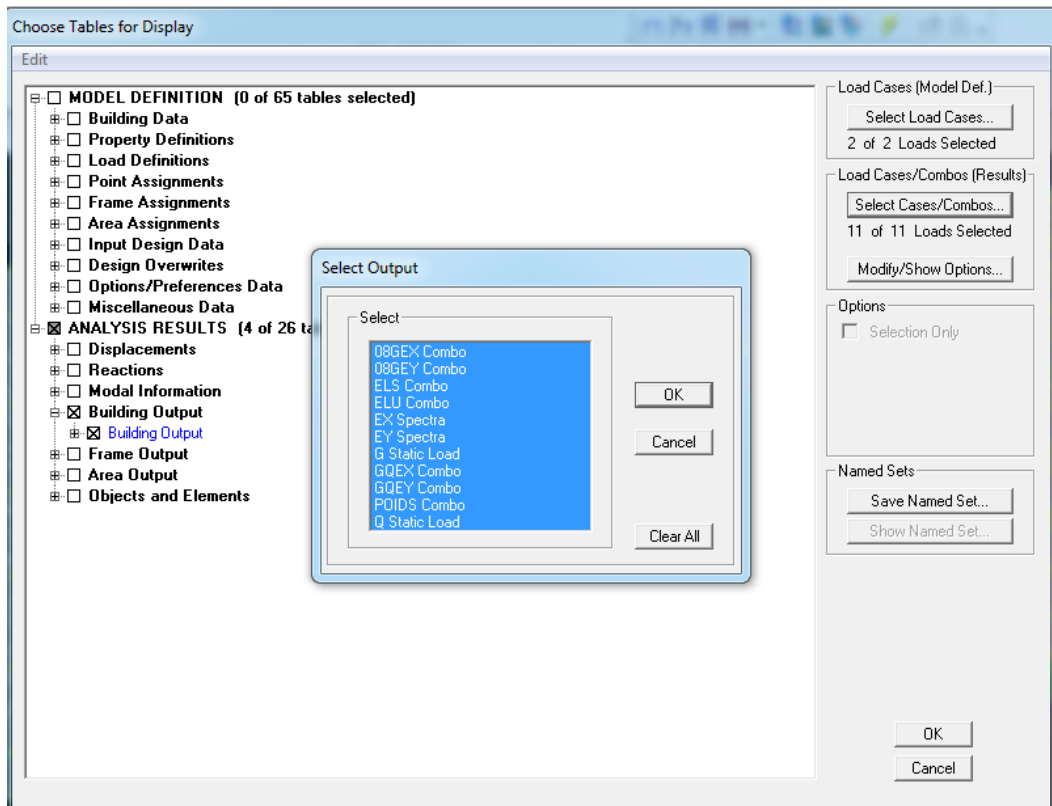 Choose Tables for Display
Edit
MODEL DEFINITION (0 of 65 tables selected)
Building Data
Property Definitions
Load Definitions
Point Assignments
Frame Assignments
Area Assignments
Input Design Data
Design Overwrites
Options/Preferences Data
Miscellaneous Data
ANALYSIS RESULTS (4 of 26 ta
Displacements
Reactions
Modal Information
Building Output
Building Output
Frame Output
Area Output
Objects and Elements
Select Output
Select
08GEX Combo
08GEY Combo
ELS Combo
ELU Combo
EX Spectra
EY Spectra
G Static Load
GQEX Combo
GQEY Combo
POIDS Combo
Q Static Load
OK
Cancel
Clear All
Load Cases (Model Def.)
Select Load Cases...
2 of 2 Loads Selected
Load Cases/Combos (Results)
Select Cases/Combos...
11 of 11 Loads Selected
Modify/Show Options...
Options
Selection Only
Named Sets
Save Named Set...
Show Named Set...
OK
Cancel